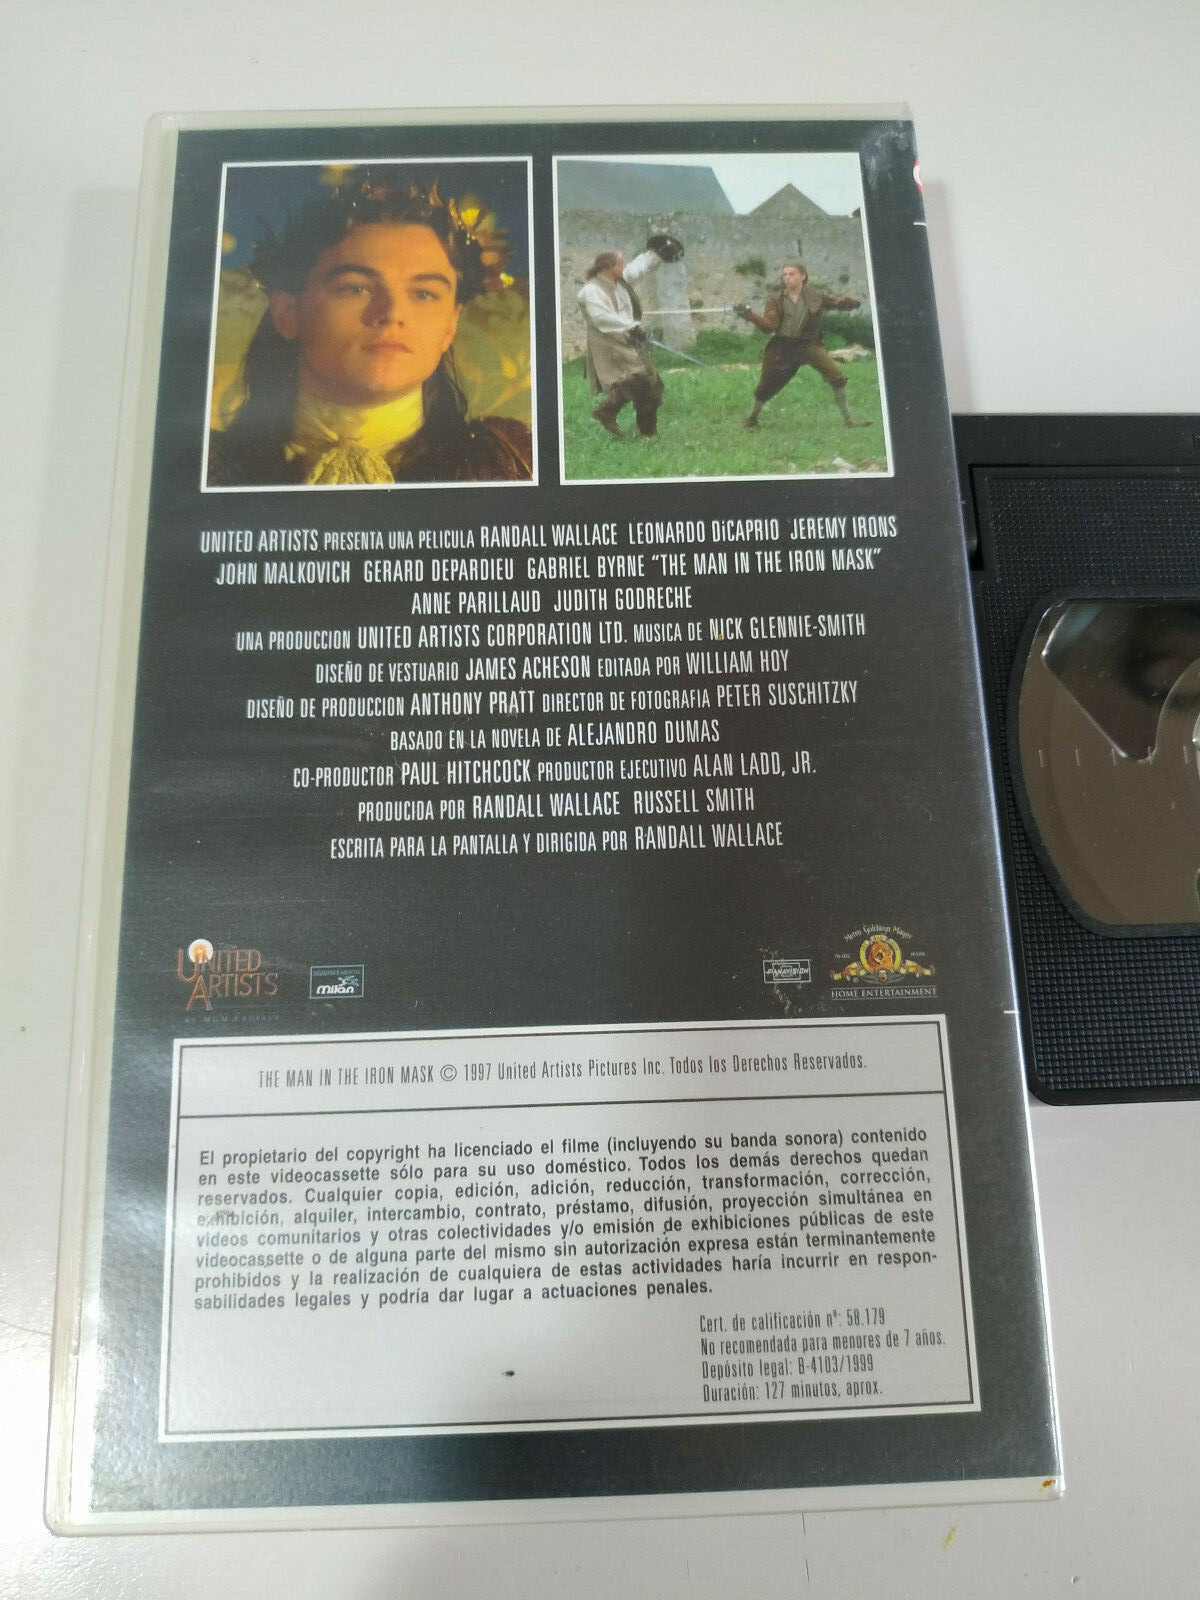 UNITED ARTISTS PRESENTA UNA PELICULA RANDALL WALLACE LEONARDO DiCAPRIO JEREMY IRONS
JOHN MALKOVICH GERARD DEPARDIEU GABRIEL BYRNE "THE MAN IN THE IRON MASK"
ANNE PARILLAUD JUDITH GODRECHE
UNA PRODUCCION UNITED ARTISTS CORPORATION LTD. MUSICA DE NICK GLENNIE-SMITH
DISEÑO DE VESTUARIO JAMES ACHESON EDITADA POR WILLIAM HOY
DISEÑO DE PRODUCCION ANTHONY PRATT DIRECTOR DE FOTOGRAFIA PETER SUSCHITZKY
BASADO EN LA NOVELA DE ALEJANDRO DUMAS
CO-PRODUCTOR PAUL HITCHCOCK PRODUCTOR EJECUTIVO ALAN LADD, JR.
PRODUCIDA POR RANDALL WALLACE RUSSELL SMITH
ESCRITA PARA LA PANTALLA Y DIRIGIDA POR RANDALL WALLACE
UNITED
ARTISTS
milan
PANAVISION
Metro Goldwyn Mayer
TRADE MARK
HOME ENTERTAINMENT
THE MAN IN THE IRON MASK © 1997 United Artists Pictures Inc. Todos los Derechos Reservados.
El propietario del copyright ha licenciado el filme (incluyendo su banda sonora) contenido
en este videocassette sólo para su uso doméstico. Todos los demás derechos quedan
reservados. Cualquier copia, edición, adición, reducción, transformación, corrección,
exhibición, alquiler, intercambio, contrato, préstamo, difusión, proyección simultánea en
videos comunitarios y otras colectividades y/o emisión de exhibiciones públicas de este
videocassette o de alguna parte del mismo sin autorización expresa están terminantemente
prohibidos y la realización de cualquiera de estas actividades haría incurrir en respon-
sabilidades legales y podría dar lugar a actuaciones penales.
Cert. de calificación nº: 58.179
No recomendada para menores de 7 años.
Depósito legal: B-4103/1999
Duración: 127 minutos, aprox.